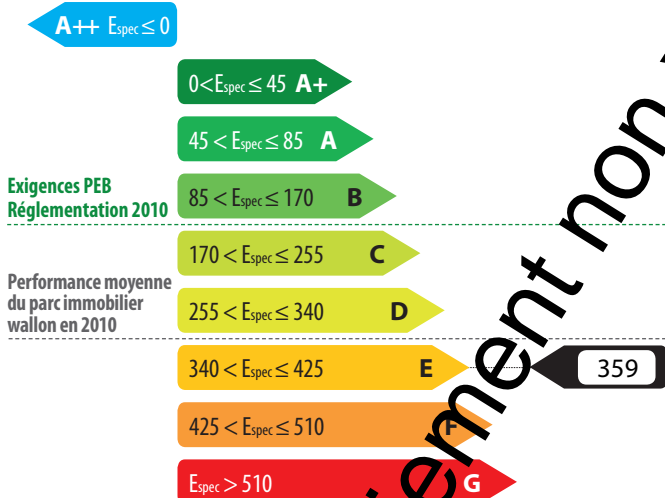 A++ Espec ≤ 0
0<Espec ≤ 45 A+
45 < Espec ≤ 85 A
Exigences PEB
Réglementation 2010
85 < Espec ≤ 170 B
170 < Espec ≤ 255 C
Performance moyenne
du parc immobilier
wallon en 2010
255 < Espec ≤ 340 D
340 < Espec ≤ 425 E
359
425 < Espec ≤ 510 F
Espec > 510 G
ement non